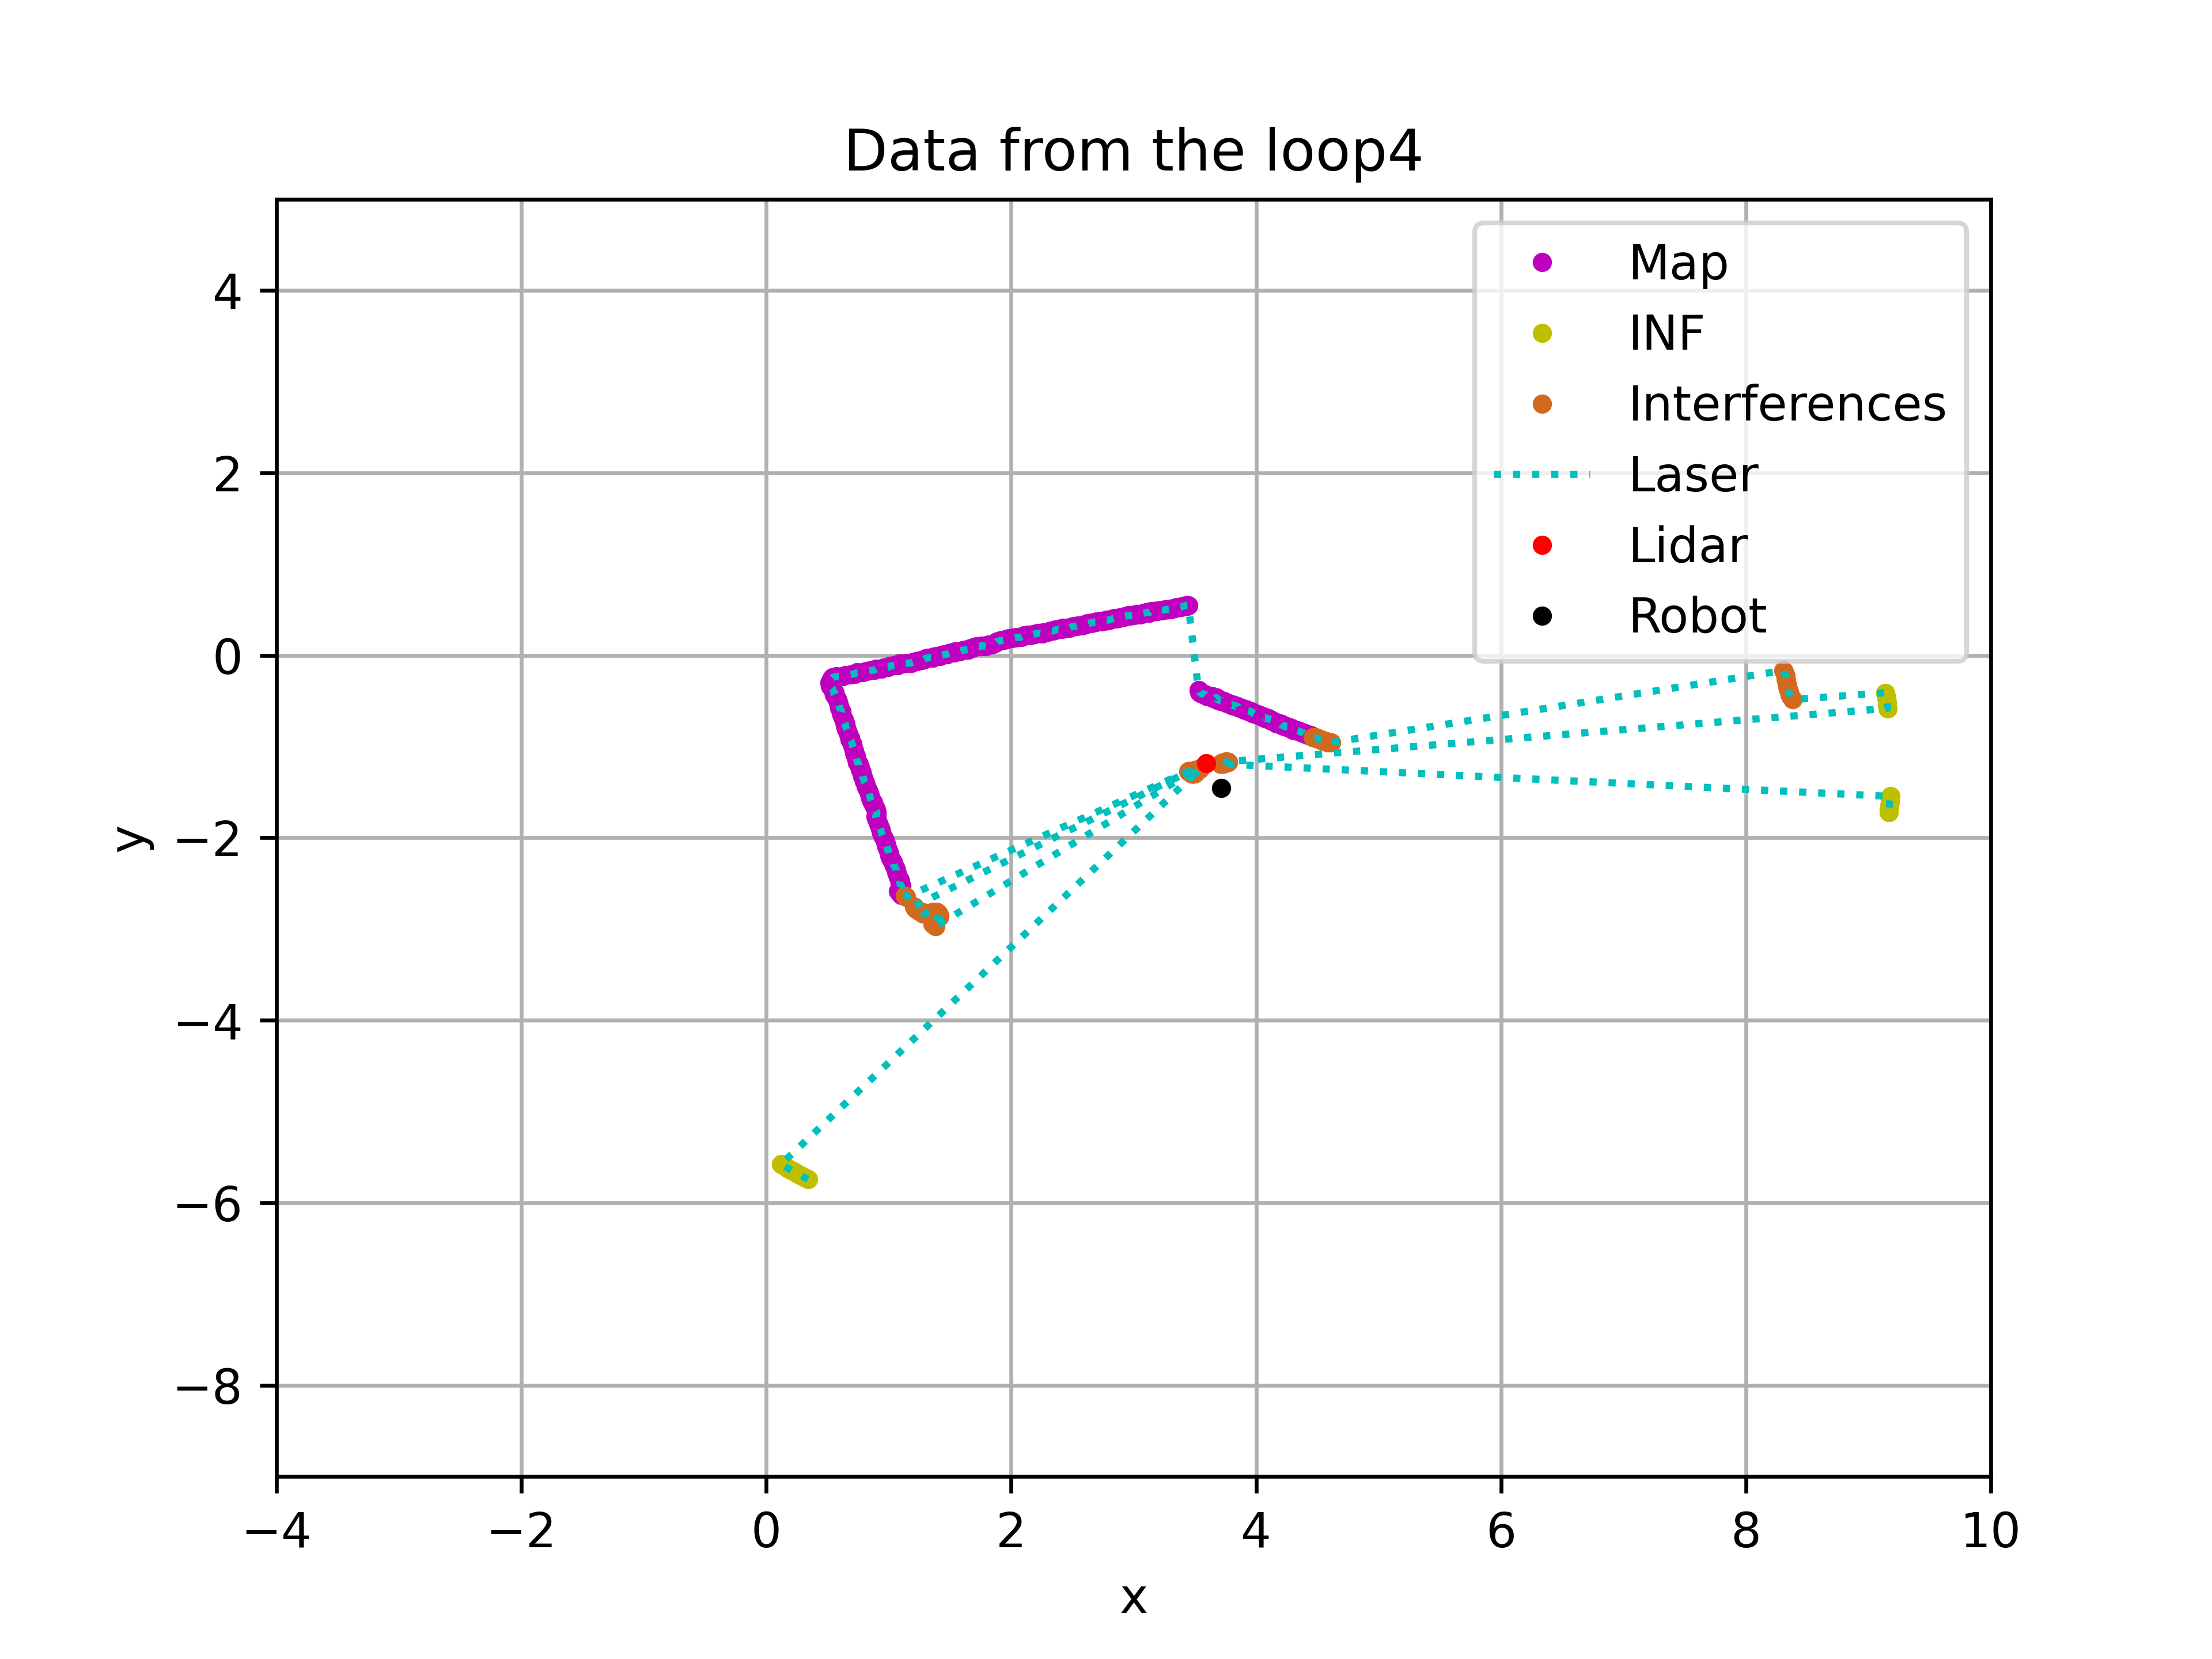 Data from the loop4
Map
INF
Interferences
Laser
Lidar
Robot
4
2
0
−2
−4
−6
−8
y
−4 −2 0 2 4 6 8 10
x